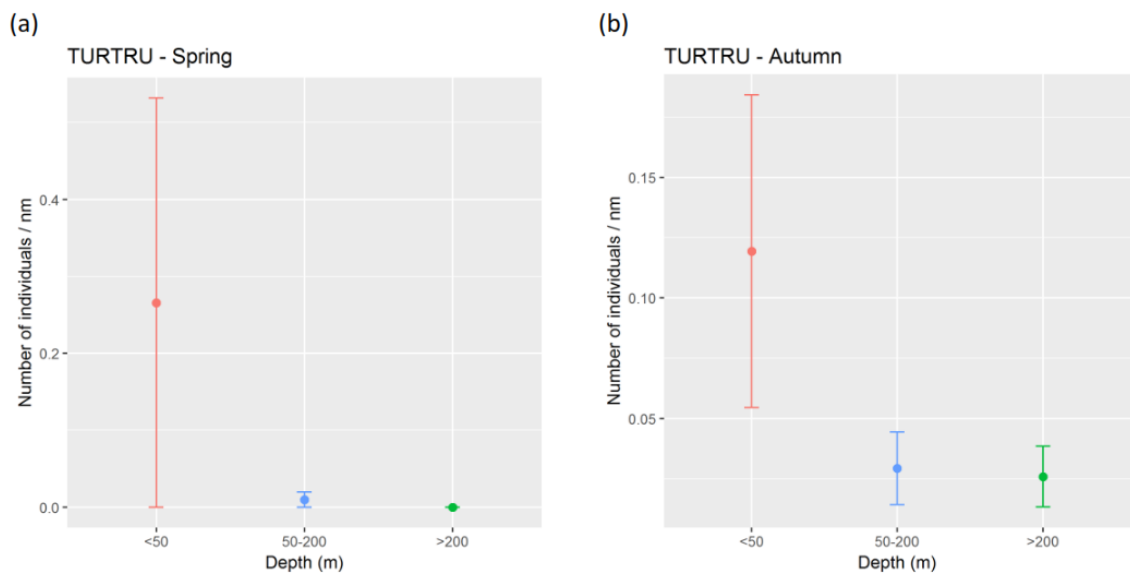 (a)
TURTRU - Spring
Number of individuals / nm
0.4
0.2
0.0
<50
50-200
>200
Depth (m)
(b)
TURTRU - Autumn
Number of individuals / nm
0.15
0.10
0.05
<50
50-200
>200
Depth (m)